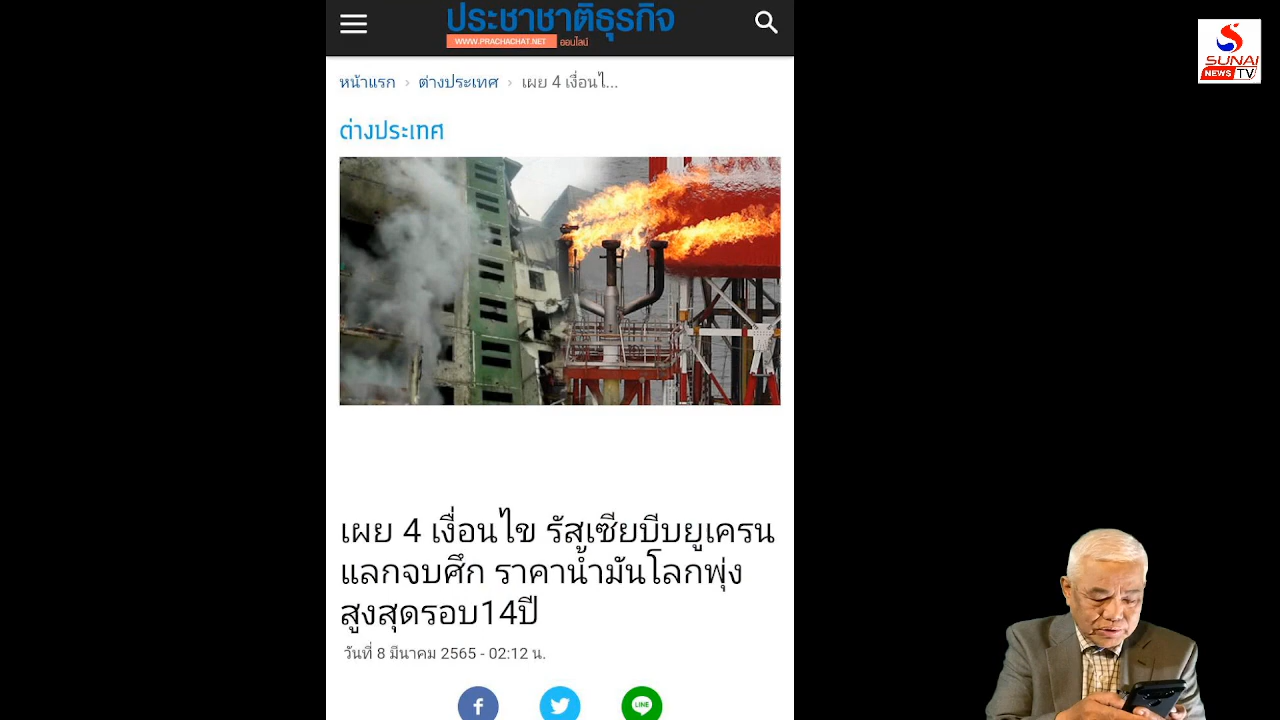 ประชาชาติธุรกิจ
WWW.PRACHACHAT.NET ออนไลน์
SUNAI
NEWS TV
หน้าแรก › ต่างประเทศ › เผย 4 เงื่อนไ...
ต่างประเทศ
เผย 4 เงื่อนไข รัสเซียบีบยูเครน
แลกจบศึก ราคาน้ำมันโลกพุ่ง
สูงสุดรอบ14ปี
วันที่ 8 มีนาคม 2565 - 02:12 น.
f
LINE